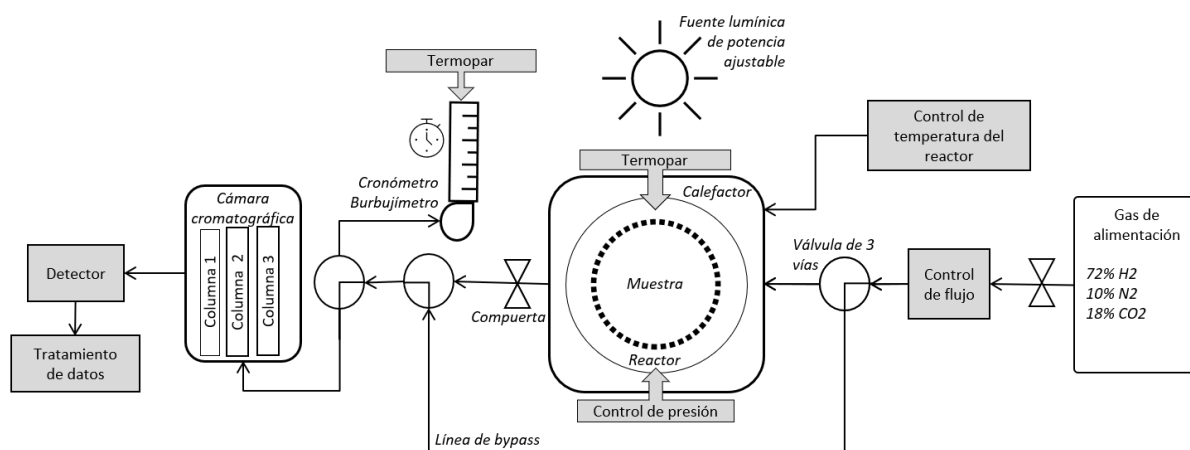 Fuente lumínica
de potencia
ajustable
Termopar
Control de
temperatura del
reactor
Termopar
Calefactor
Cronómetro
Burbujímetro
Cámara
cromatográfica
Columna 1
Columna 2
Columna 3
Detector
Tratamiento
de datos
Compuerta
Muestra
Reactor
Control de presión
Línea de bypass
Válvula de 3
vías
Control
de flujo
Gas de
alimentación
72% H2
10% N2
18% CO2